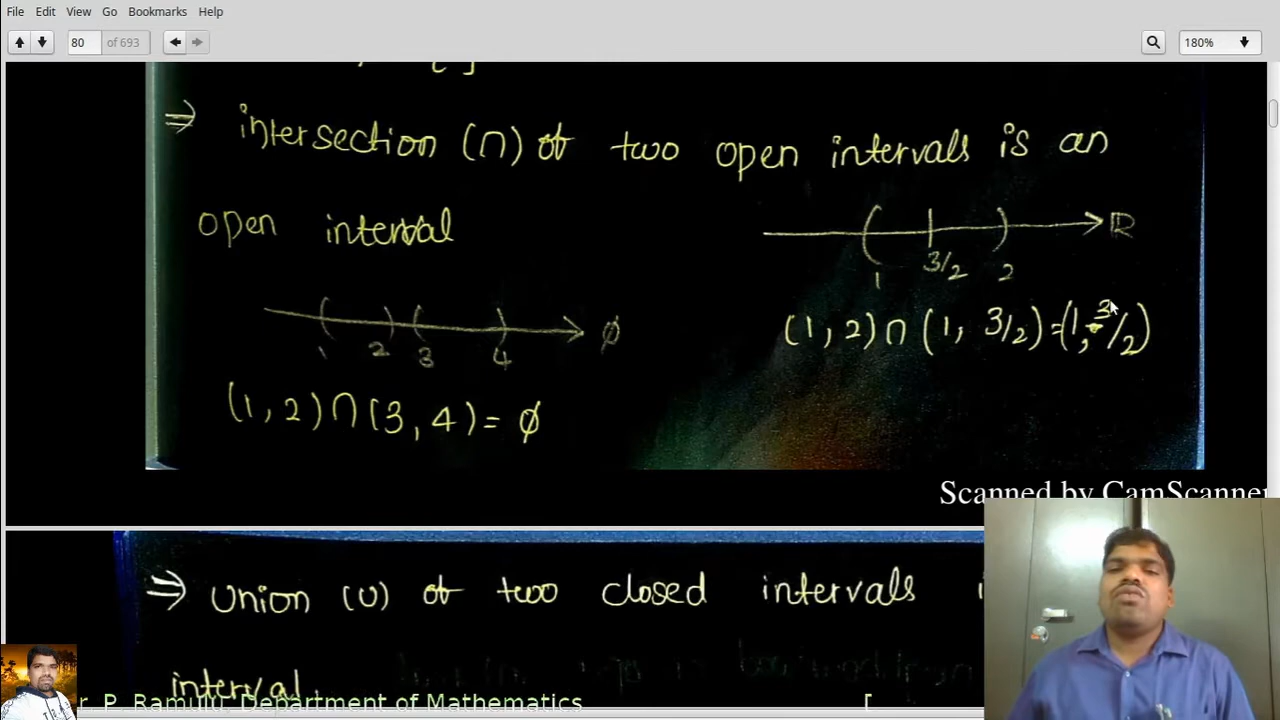 File Edit View Go Bookmarks Help
80 of 693 180%
⇒ intersection (∩) of two open intervals is an
open interval
1 3/2 2 ℝ
1 2 3 4 ∅
(1, 2) ∩ (1, 3/2) = (1, 3/2)
(1, 2) ∩ (3, 4) = ∅
Scanned by CamScanner
⇒ Union (∪) of two closed intervals
interval
r. P. Ramulu, Department of Mathematics